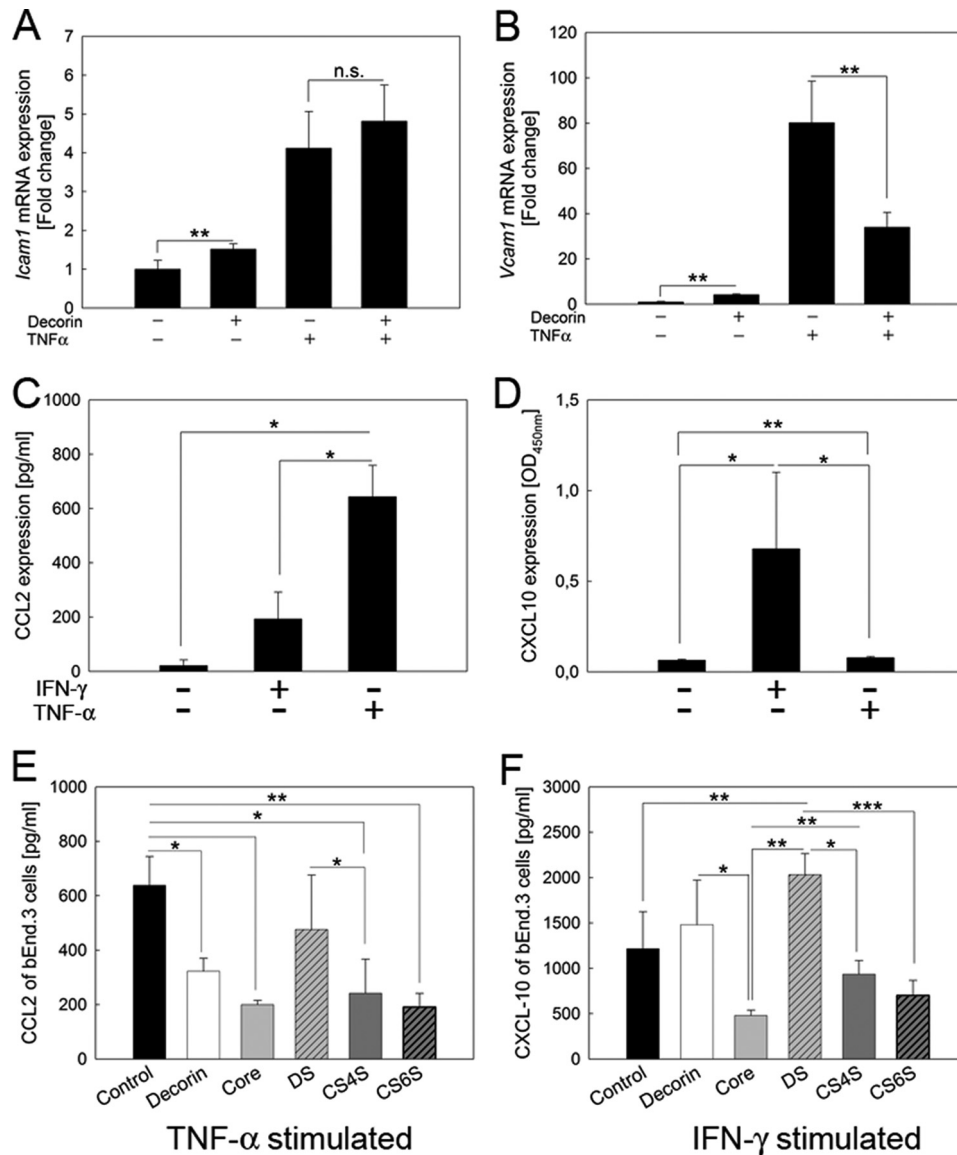 A
Icam1 mRNA expression
[Fold change]
7
6
5
4
3
2
1
0
**
n.s.
Decorin − + − +
TNFα − − + +
B
Vcam1 mRNA expression
[Fold change]
120
100
80
60
40
20
0
**
**
Decorin − + − +
TNFα − − + +
C
CCL2 expression [pg/ml]
1000
800
600
400
200
0
*
*
IFN-γ − + −
TNF-α − − +
D
CXCL10 expression [OD450nm]
1,5
1,0
0,5
0,0
**
* *
− + −
− − +
E
CCL2 of bEnd.3 cells [pg/ml]
1000
800
600
400
200
0
**
*
*
*
Control Decorin Core DS CS4S CS6S
TNF-α stimulated
F
CXCL-10 of bEnd.3 cells [pg/ml]
3000
2500
2000
1500
1000
500
0
** ***
**
** *
*
Control Decorin Core DS CS4S CS6S
IFN-γ stimulated